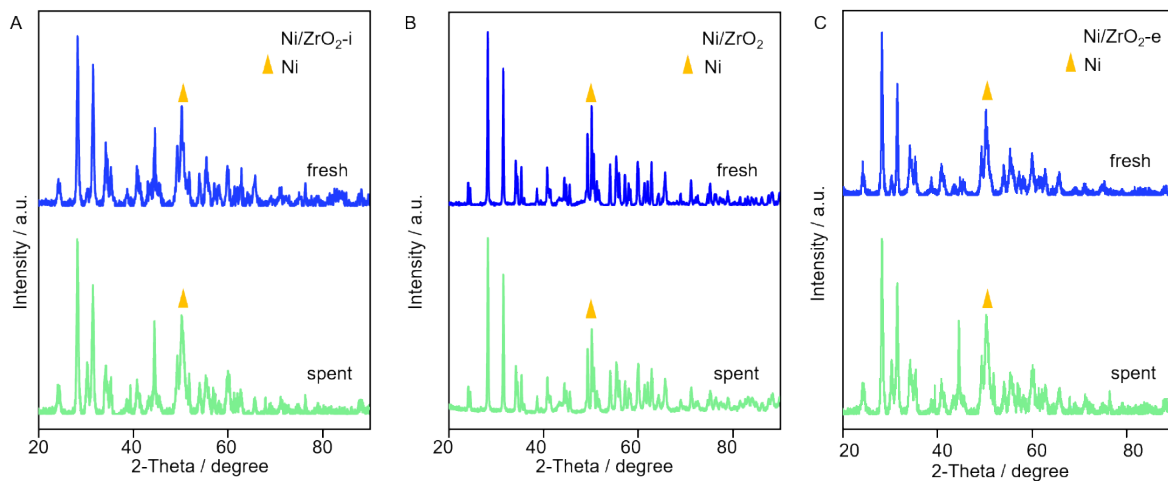 A
Ni/ZrO₂-i
Ni
fresh
spent
Intensity / a.u.
20 40 60 80
2-Theta / degree
B
Ni/ZrO₂
Ni
fresh
spent
Intensity / a.u.
20 40 60 80
2-Theta / degree
C
Ni/ZrO₂-e
Ni
fresh
spent
Intensity / a.u.
20 40 60 80
2-Theta / degree